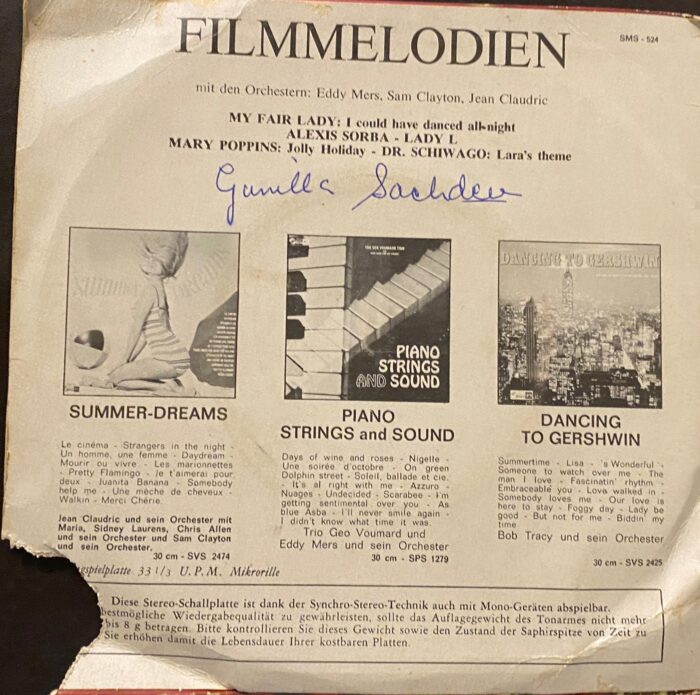 FILMMELODIEN
SMS - 524
mit den Orchestern: Eddy Mers, Sam Clayton, Jean Claudric
MY FAIR LADY: I could have danced all-night
ALEXIS SORBA - LADY L
MARY POPPINS: Jolly Holiday - DR. SCHIWAGO: Lara's theme
Gunilla Sachdev
Summer Dreams
PIANO
STRINGS
AND SOUND
DANCING TO GERSHWIN
SUMMER-DREAMS
Le cinéma - Strangers in the night -
Un homme, une femme - Daydream -
Mourir ou vivre - Les marionnettes
- Pretty Flamingo - Je t'aimerai pour
deux - Juanita Banana - Somebody
help me - Une mèche de cheveux -
Walkin - Merci Chérie.
Jean Claudric und sein Orchester mit
Maria, Sidney Laurens, Chris Allen
und sein Orchester und Sam Clayton
und sein Orchester.
30 cm - SVS 2474
PIANO
STRINGS and SOUND
Days of wine and roses - Nigelle -
Une soirée d'octobre - On green
Dolphin street - Soleil, ballade et cie.
- It's al right with me - Azzuro -
Nuages - Undecided - Scarabee - I'm
getting sentimental over you - As
blue Asba - I'll never smile again -
I didn't know what time it was.
Trio Geo Voumard und
Eddy Mers und sein Orchester
30 cm - SPS 1279
DANCING
TO GERSHWIN
Summertime - Lisa - 's Wonderful -
Someone to watch over me - The
man I love - Fascinatin' rhythm -
Embraceable you - Love walked in -
Somebody loves me - Our love is
here to stay - Foggy day - Lady be
good - But not for me - Biddin' my
time
Bob Tracy und sein Orchester
30 cm - SVS 2425
gspielplatte 33 1/3 U.P.M. Mikrorille
Diese Stereo-Schallplatte ist dank der Synchro-Stereo-Technik auch mit Mono-Geräten abspielbar.
bestmögliche Wiedergabequalität zu gewährleisten, sollte das Auflagegewicht des Tonarmes nicht mehr
bis 8 g betragen. Bitte kontrollieren Sie dieses Gewicht sowie den Zustand der Saphirspitze von Zeit zu
Sie erhöhen damit die Lebensdauer Ihrer kostbaren Platten.